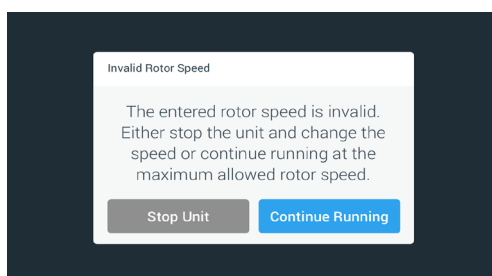 Invalid Rotor Speed
The entered rotor speed is invalid.
Either stop the unit and change the
speed or continue running at the
maximum allowed rotor speed.
Stop Unit
Continue Running